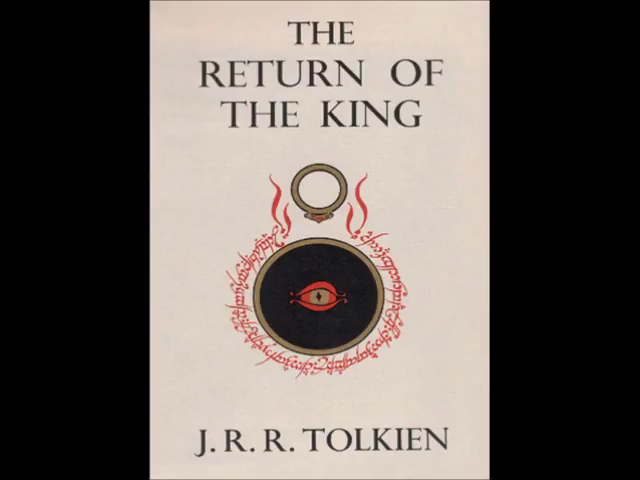 THE
RETURN OF
THE KING
J. R. R. TOLKIEN